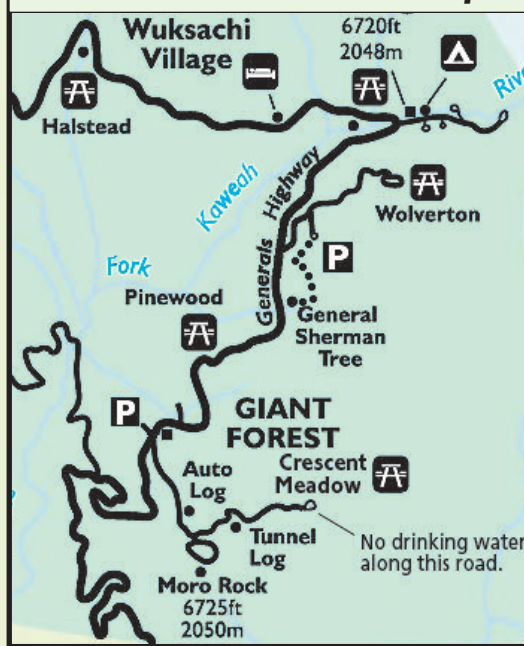 Wuksachi
Village
6720ft
2048m
Halstead
River
Kaweah
Generals Highway
Wolverton
P
Fork
Pinewood
General
Sherman
Tree
P
GIANT
FOREST
Auto
Log
Crescent
Meadow
Tunnel
Log
No drinking water
along this road.
Moro Rock
6725ft
2050m